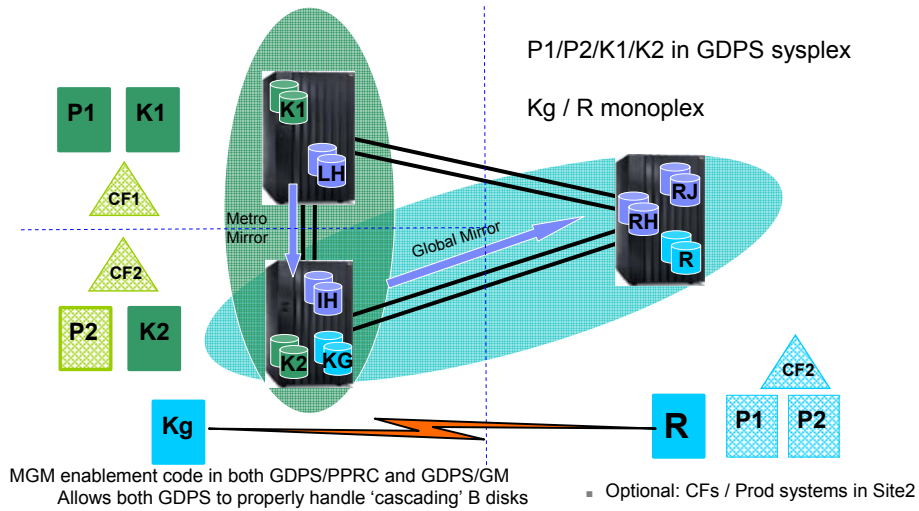 P1/P2/K1/K2 in GDPS sysplex
Kg / R monoplex
P1
K1
CF1
K1
LH
Metro
Mirror
CF2
P2
K2
IH
K2
KG
Global Mirror
RJ
RH
R
CF2
P1
P2
Kg
R
MGM enablement code in both GDPS/PPRC and GDPS/GM
Allows both GDPS to properly handle ‘cascading’ B disks
▪ Optional: CFs / Prod systems in Site2